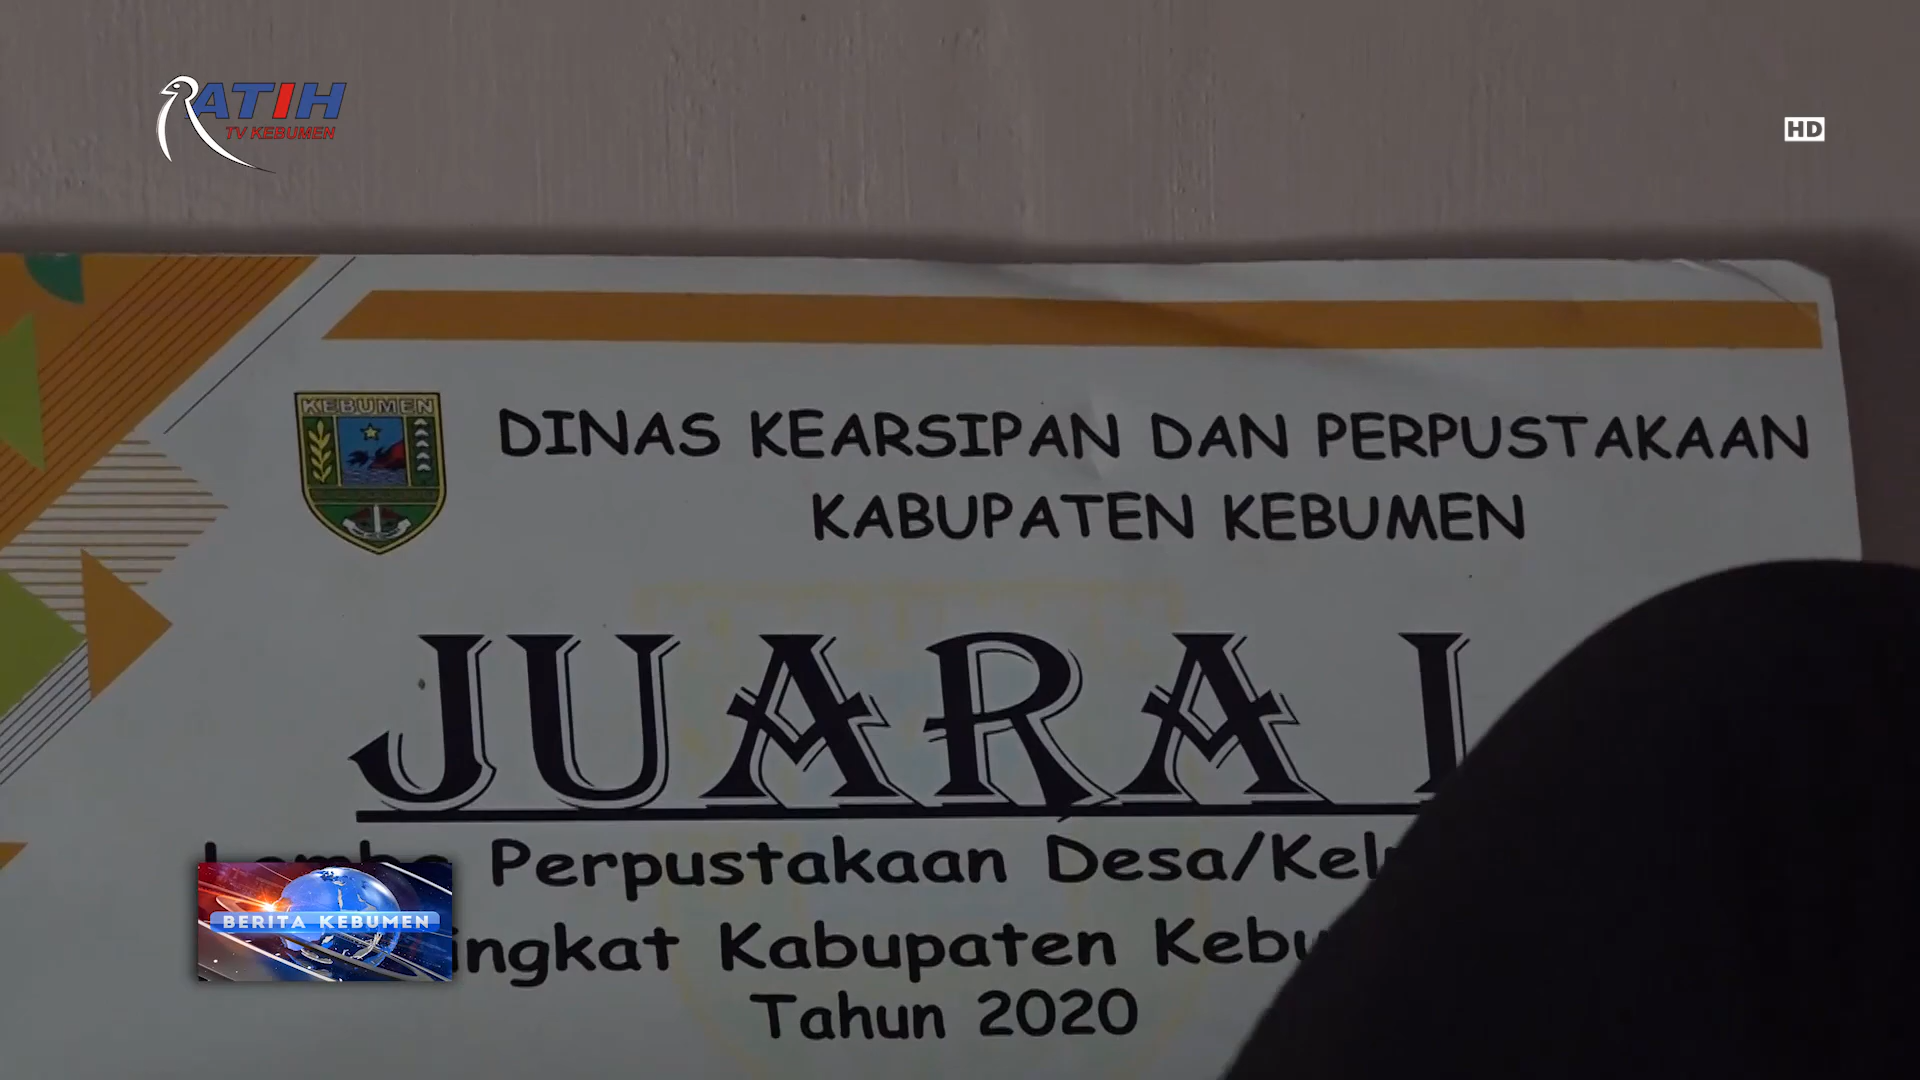 RATIH
TV KEBUMEN
HD
KEBUMEN
DINAS KEARSIPAN DAN PERPUSTAKAAN
KABUPATEN KEBUMEN
JUARA I
Perpustakaan Desa/Kel
BERITA KEBUMEN
ingkat Kabupaten Kebu
Tahun 2020